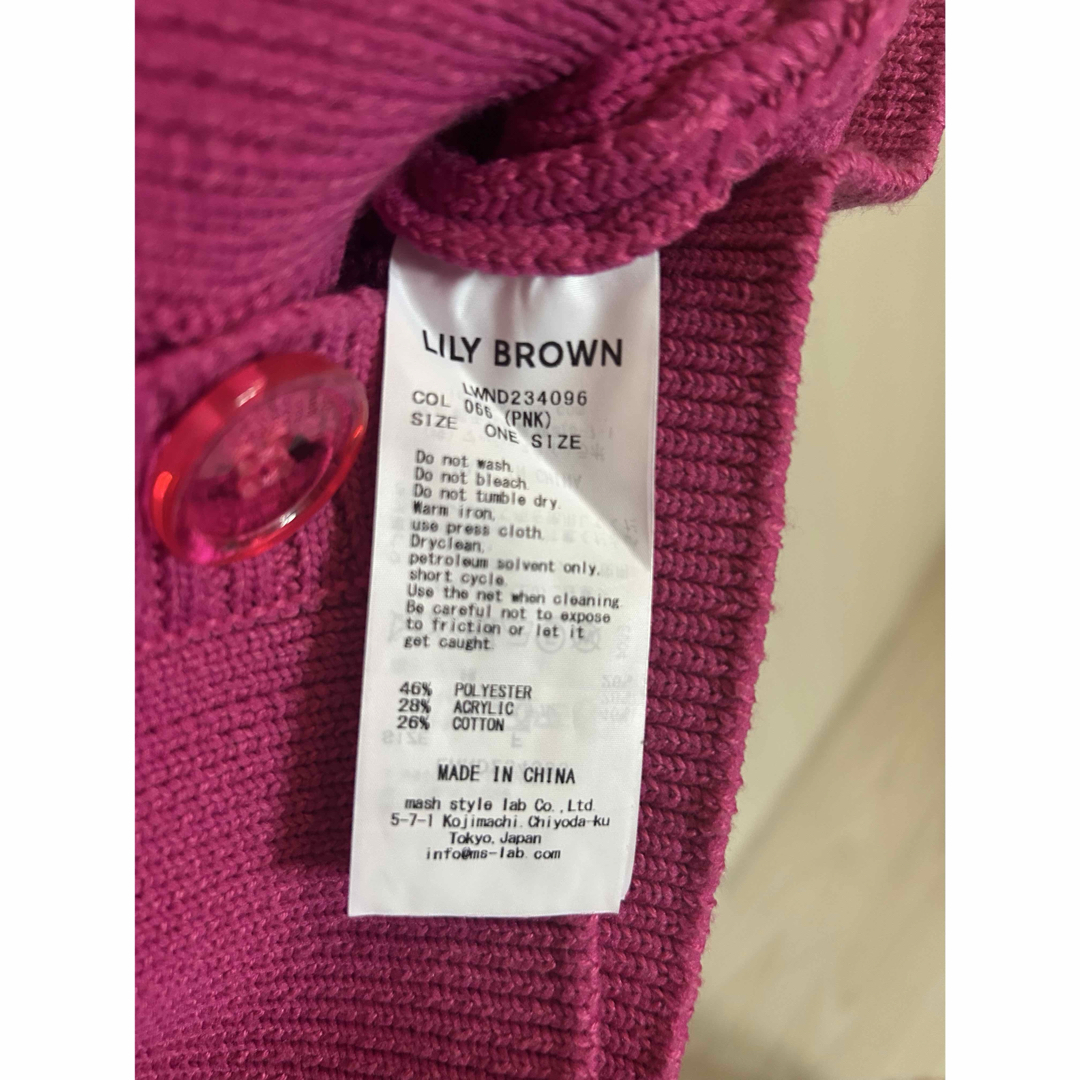 LILY BROWN
LWND234096
COL 066 (PNK)
SIZE ONE SIZE
Do not wash.
Do not bleach.
Do not tumble dry.
Warm iron,
use press cloth.
Dryclean,
petroleum solvent only,
short cycle.
Use the net when cleaning.
Be careful not to expose
to friction or let it
get caught.
46% POLYESTER
28% ACRYLIC
26% COTTON
MADE IN CHINA
mash style lab Co.,Ltd.
5-7-1 Kojimachi.Chiyoda-ku
Tokyo, Japan
info@ms-lab.com